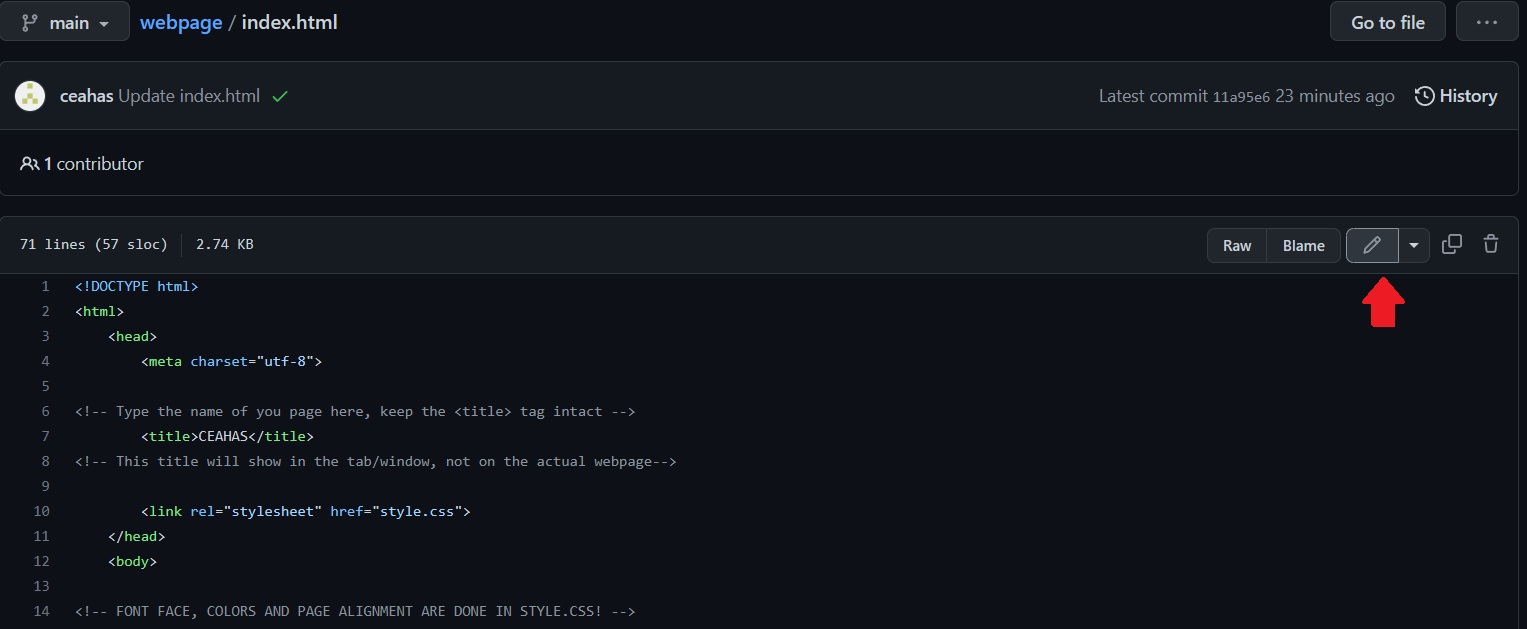 main webpage / index.html Go to file ...
ceahas Update index.html Latest commit 11a95e6 23 minutes ago History
1 contributor
71 lines (57 sloc) 2.74 KB Raw Blame
1 <!DOCTYPE html>
2 <html>
3 <head>
4 <meta charset="utf-8">
5
6 <!-- Type the name of you page here, keep the <title> tag intact -->
7 <title>CEAHAS</title>
8 <!-- This title will show in the tab/window, not on the actual webpage-->
9
10 <link rel="stylesheet" href="style.css">
11 </head>
12 <body>
13
14 <!-- FONT FACE, COLORS AND PAGE ALIGNMENT ARE DONE IN STYLE.CSS! -->